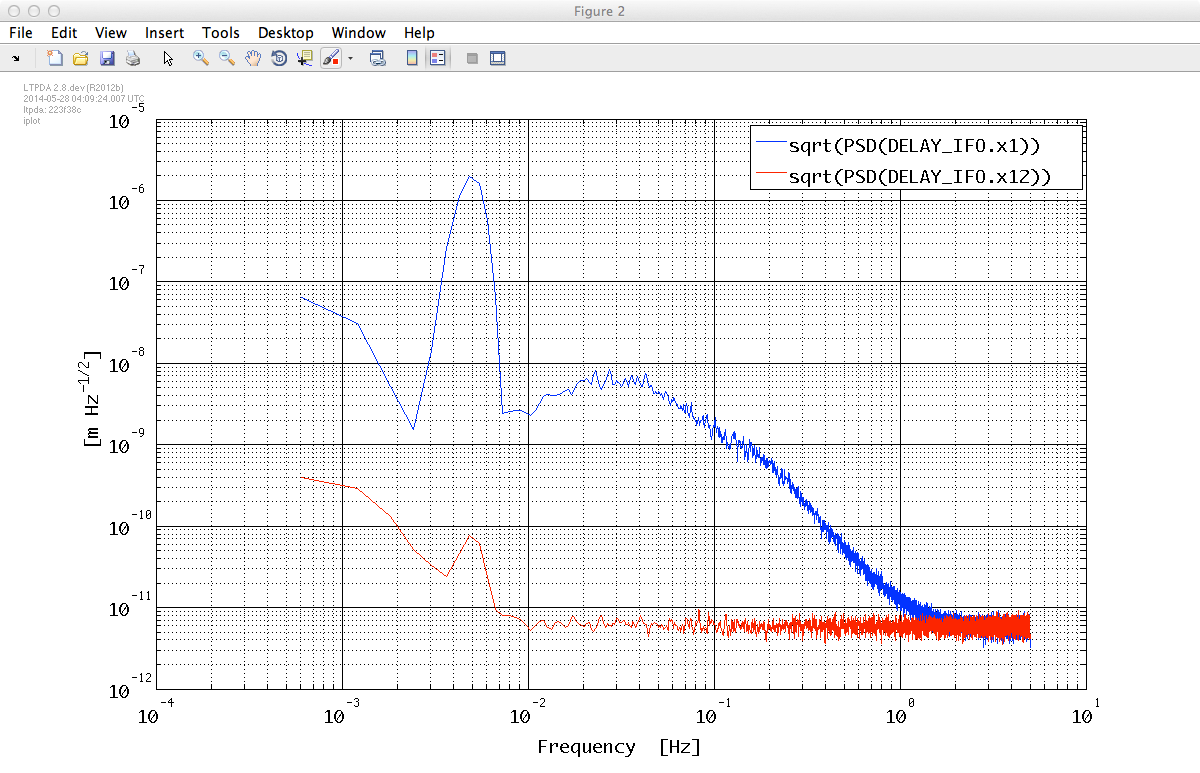 Figure 2
File Edit View Insert Tools Desktop Window Help
LTPDA 2.8.dev (R2012b)
2014-05-28 04:09:24.007 UTC
ltpda: 223f38c
iplot
10^-5
10^-6
10^-7
10^-8
10^-9
10^-10
10^-11
10^-12
[m Hz^-1/2]
sqrt(PSD(DELAY_IFO.x1))
sqrt(PSD(DELAY_IFO.x12))
10^-4 10^-3 10^-2 10^-1 10^0 10^1
Frequency [Hz]